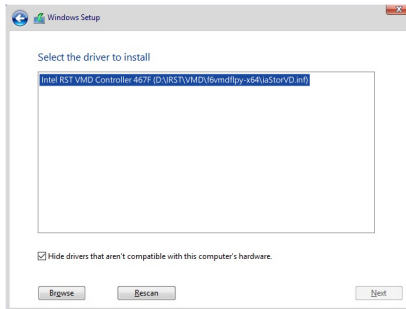 Windows Setup
Select the driver to install
Intel RST VMD Controller 467F (D:\IRST\VMD\f6vmdflpy-x64\iaStorVD.inf)
Hide drivers that aren't compatible with this computer's hardware.
Browse Rescan Next